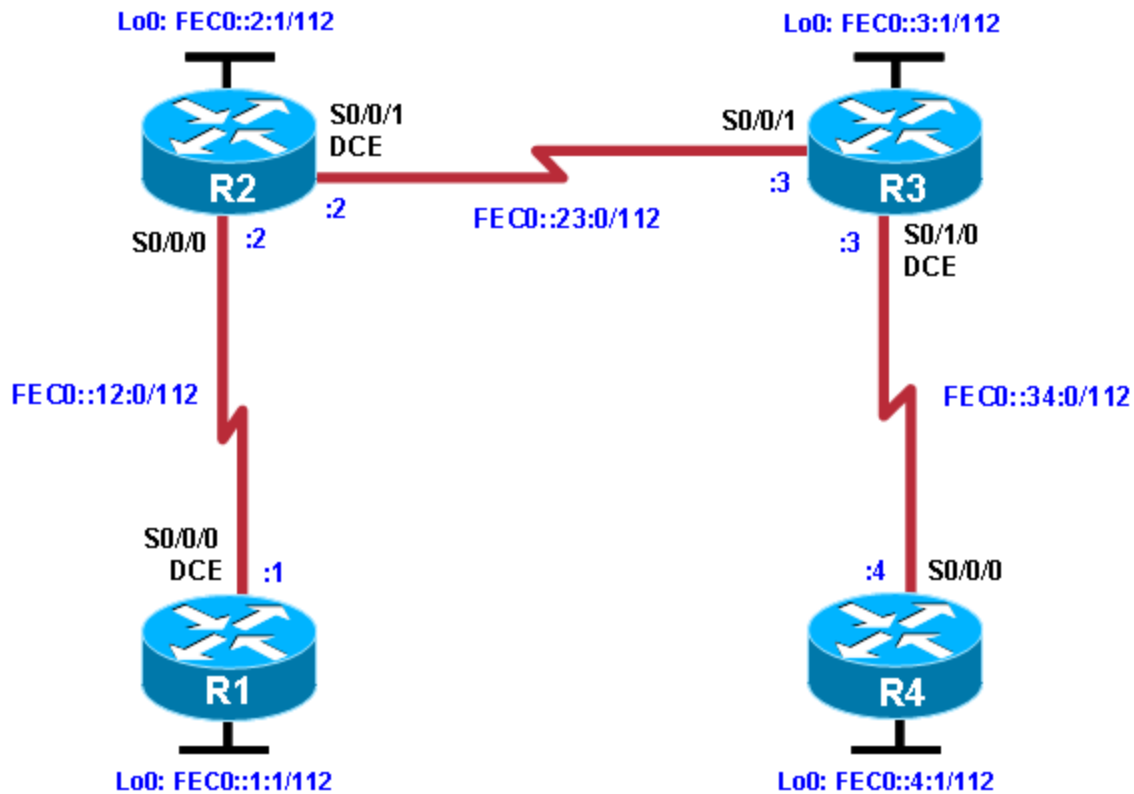 Lo0: FEC0::2:1/112
Lo0: FEC0::3:1/112
S0/0/1
DCE
S0/0/1
R2
R3
:2
:3
FEC0::23:0/112
S0/0/0
:2
:3
S0/1/0
DCE
FEC0::12:0/112
FEC0::34:0/112
S0/0/0
DCE
:1
:4
S0/0/0
R1
R4
Lo0: FEC0::1:1/112
Lo0: FEC0::4:1/112